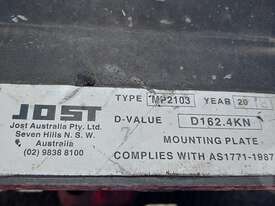 TYPE MP2103 YEAR 20
JOST
D-VALUE D162.4KN
Jost Australia Pty. Ltd.
Seven Hills N. S. W.
Australia
(02) 9838 8100
MOUNTING PLATE
COMPLIES WITH AS1771-1987